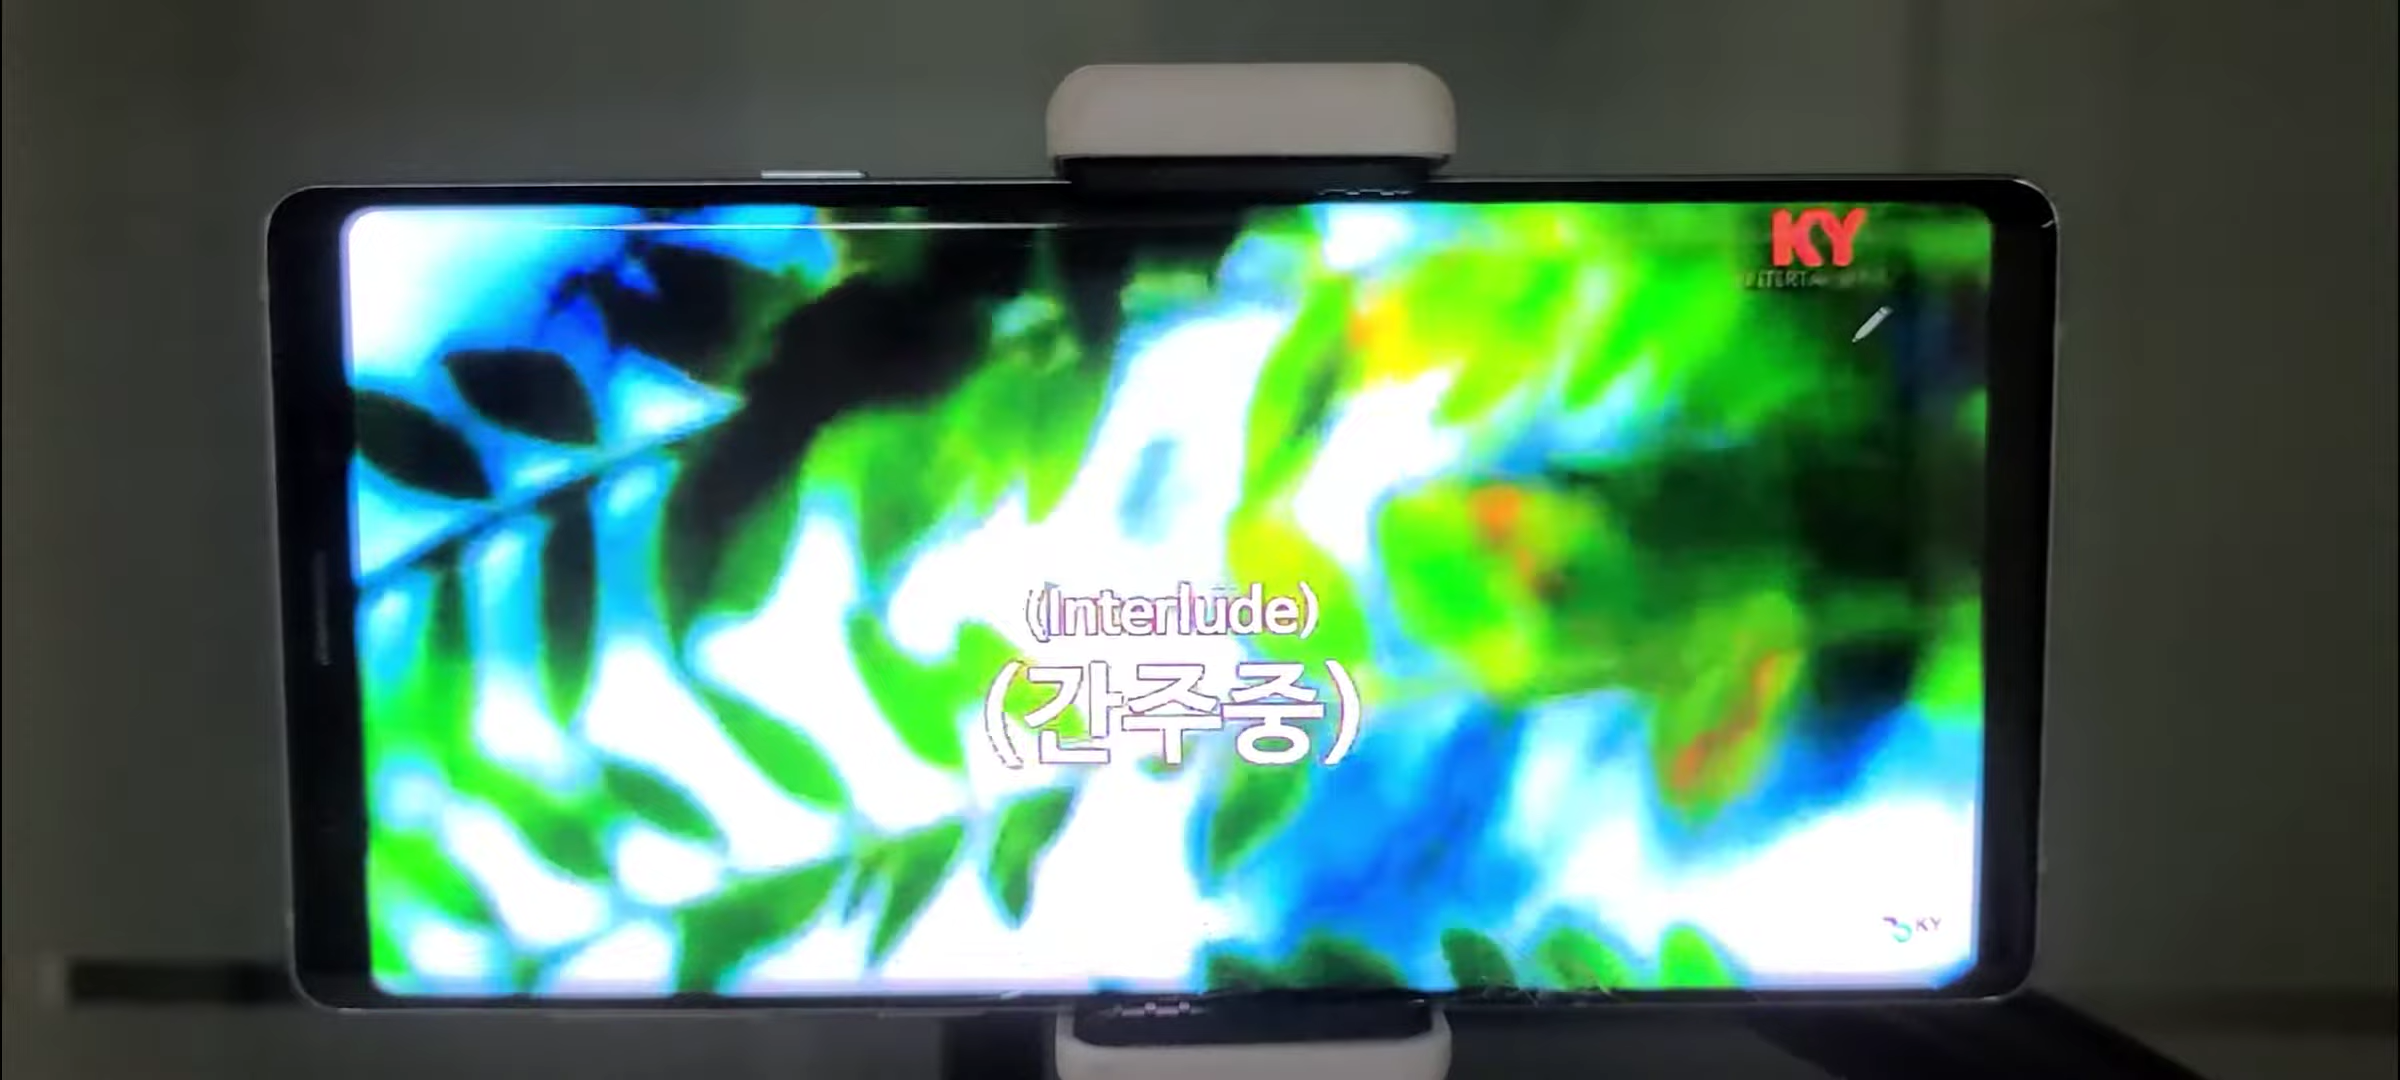 KY
(Interlude)
(간주중)
KY